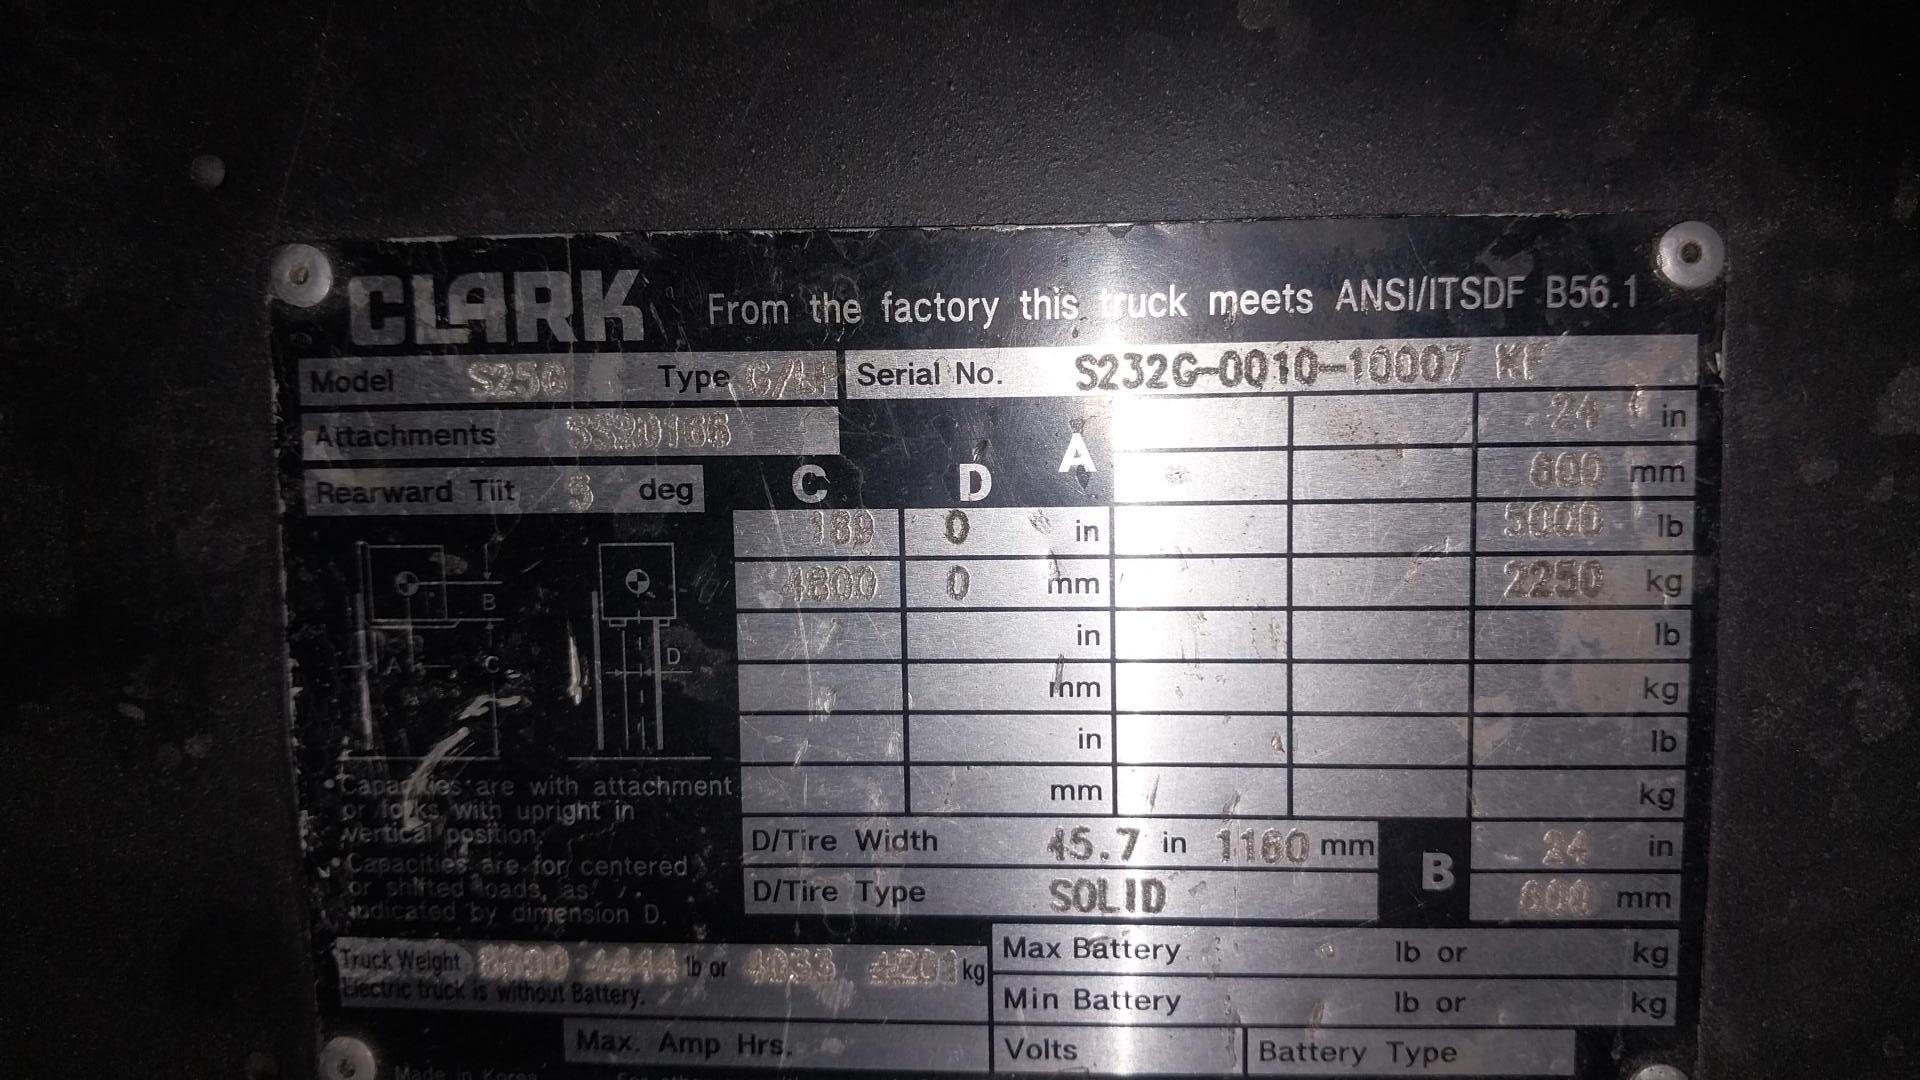 CLARK From the factory this truck meets ANSI/ITSDF B56.1
Model S25G Type G/LP Serial No. S232G-0010-10007 KF
Attachments SS20166
Rearward Tilt 5 deg
C D A
24 in
600 mm
189 0 in 5000 lb
4800 0 mm 2250 kg
in lb
mm kg
in lb
mm kg
A B C D
•Capacities are with attachment
or forks with upright in
vertical position.
•Capacities are for centered
or shifted loads, as
indicated by dimension D.
D/Tire Width 45.7 in 1160 mm B 24 in
D/Tire Type SOLID 600 mm
Truck Weight lb or kg
Electric truck is without Battery.
Max Battery lb or kg
Min Battery lb or kg
Max. Amp Hrs. Volts Battery Type
Made in Korea